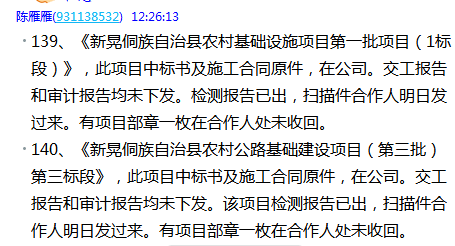 陈雁雁(931138532) 12:26:13
· 139、《新晃侗族自治县农村基础设施项目第一批项目（1标
段）》，此项目中标书及施工合同原件，在公司。交工报告
和审计报告均未下发。检测报告已出，扫描件合作人明日发
过来。有项目部章一枚在合作人处未收回。
· 140、《新晃侗族自治县农村公路基础建设项目（第三批）
第三标段》，此项目中标书及施工合同原件，在公司。交工
报告和审计报告均未下发。该项目检测报告已出，扫描件合
作人明日发过来。有项目部章一枚在合作人处未收回。